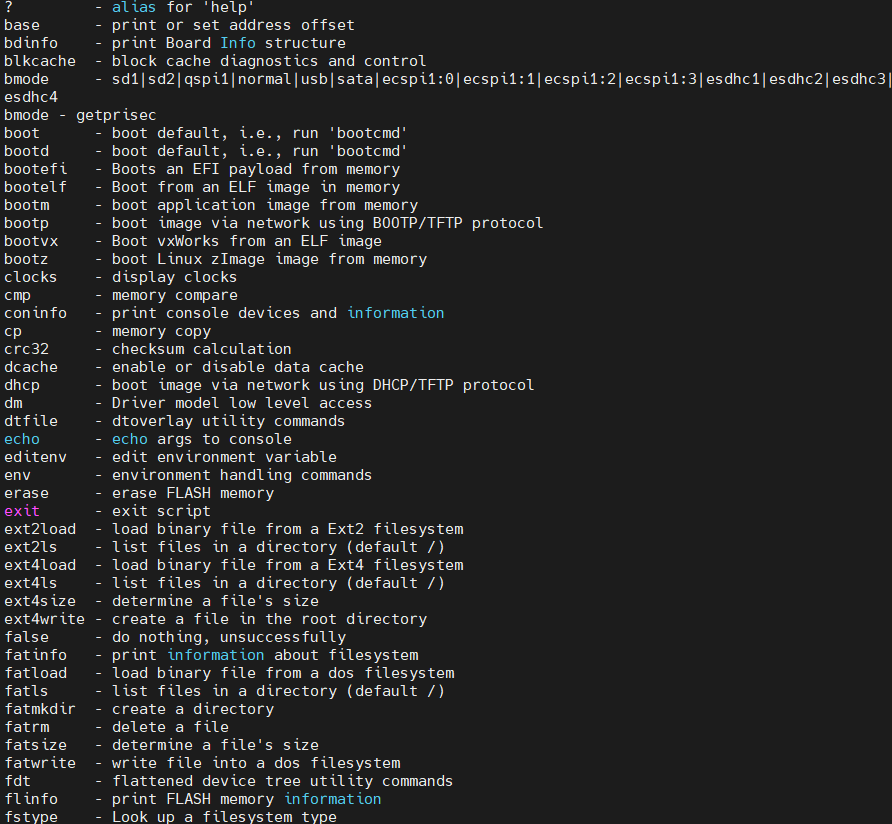 ?         - alias for 'help'
base      - print or set address offset
bdinfo    - print Board Info structure
blkcache  - block cache diagnostics and control
bmode     - sd1|sd2|qspi1|normal|usb|sata|ecspi1:0|ecspi1:1|ecspi1:2|ecspi1:3|esdhc1|esdhc2|esdhc3|
esdhc4
bmode - getprisec
boot      - boot default, i.e., run 'bootcmd'
bootd     - boot default, i.e., run 'bootcmd'
bootefi   - Boots an EFI payload from memory
bootelf   - Boot from an ELF image in memory
bootm     - boot application image from memory
bootp     - boot image via network using BOOTP/TFTP protocol
bootvx    - Boot vxWorks from an ELF image
bootz     - boot Linux zImage image from memory
clocks    - display clocks
cmp       - memory compare
coninfo   - print console devices and information
cp        - memory copy
crc32     - checksum calculation
dcache    - enable or disable data cache
dhcp      - boot image via network using DHCP/TFTP protocol
dm        - Driver model low level access
dtfile    - dtoverlay utility commands
echo      - echo args to console
editenv   - edit environment variable
env       - environment handling commands
erase     - erase FLASH memory
exit      - exit script
ext2load  - load binary file from a Ext2 filesystem
ext2ls    - list files in a directory (default /)
ext4load  - load binary file from a Ext4 filesystem
ext4ls    - list files in a directory (default /)
ext4size  - determine a file's size
ext4write - create a file in the root directory
false     - do nothing, unsuccessfully
fatinfo   - print information about filesystem
fatload   - load binary file from a dos filesystem
fatls     - list files in a directory (default /)
fatmkdir  - create a directory
fatrm     - delete a file
fatsize   - determine a file's size
fatwrite  - write file into a dos filesystem
fdt       - flattened device tree utility commands
flinfo    - print FLASH memory information
fstype    - Look up a filesystem type